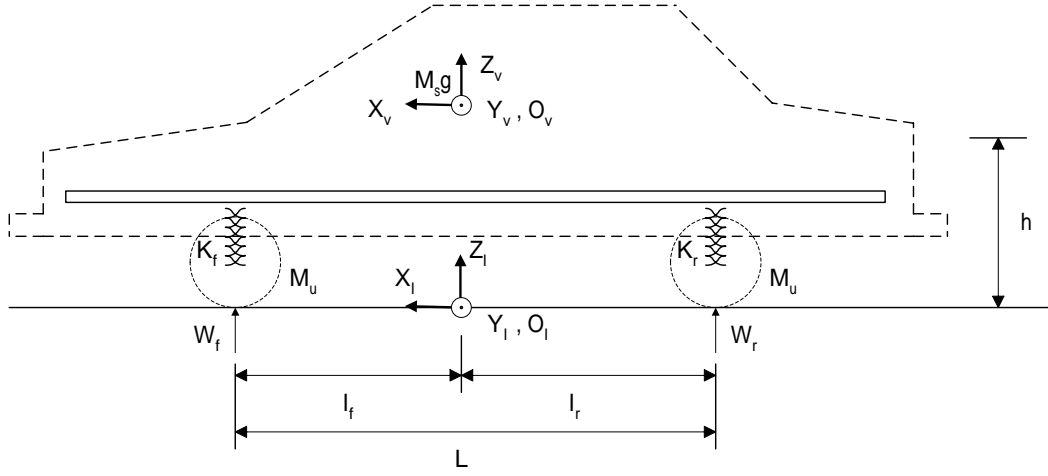 Z_v
M_sg
X_v
Y_v , O_v
h
K_f
K_r
Z_l
X_l
M_u
M_u
Y_l , O_l
W_f
W_r
l_f
l_r
L